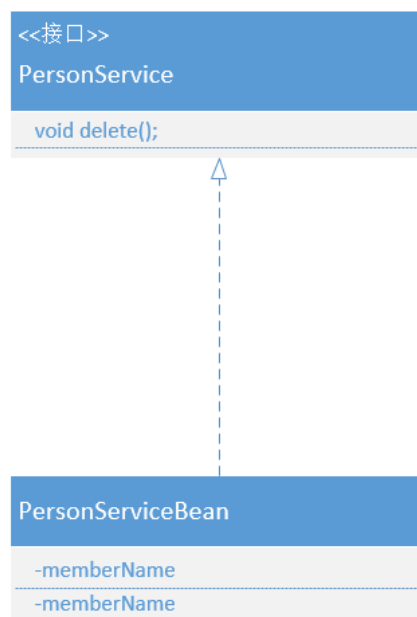 <<接口>>
PersonService
void delete();
PersonServiceBean
-memberName
-memberName